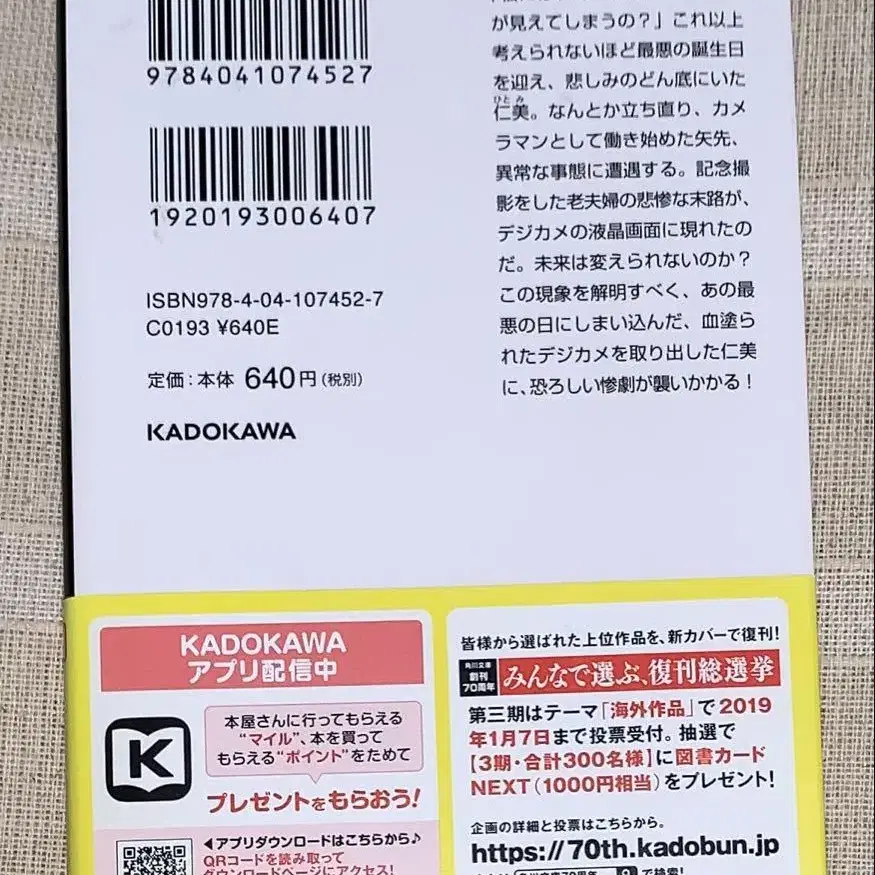 9784041074527
1920193006407
ISBN978-4-04-107452-7
C0193 ¥640E
定価：本体 640円（税別）
KADOKAWA
が見えてしまうの？」これ以上
考えられないほど最悪の誕生日
を迎え、悲しみのどん底にいた
ひとみ
仁美。なんとか立ち直り、カメ
ラマンとして働き始めた矢先、
異常な事態に遭遇する。記念撮
影をした老夫婦の悲惨な末路が、
デジカメの液晶画面に現れたの
だ。未来は変えられないのか？
この現象を解明すべく、あの最
悪の日にしまい込んだ、血塗ら
れたデジカメを取り出した仁美
に、恐ろしい惨劇が襲いかかる！
KADOKAWA
アプリ配信中
K
本屋さんに行ってもらえる
“マイル”、本を買って
もらえる“ポイント”をためて
プレゼントをもらおう！
◀アプリダウンロードはこちらから♪
QRコードを読み取って
ダウンロードページにアクセス！
皆様から選ばれた上位作品を、新カバーで復刊！
角川文庫
創刊
70周年
みんなで選ぶ、復刊総選挙
第三期はテーマ「海外作品」で2019
年1月7日まで投票受付。抽選で
【3期・合計300名様】に図書カード
NEXT（1000円相当）をプレゼント！
企画の詳細と投票はこちらから。
https://70th.kadobun.jp
で検索！